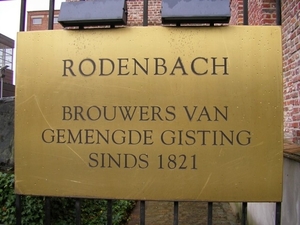 RODENBACH
BROUWERS VAN
GEMENGDE GISTING
SINDS 1821